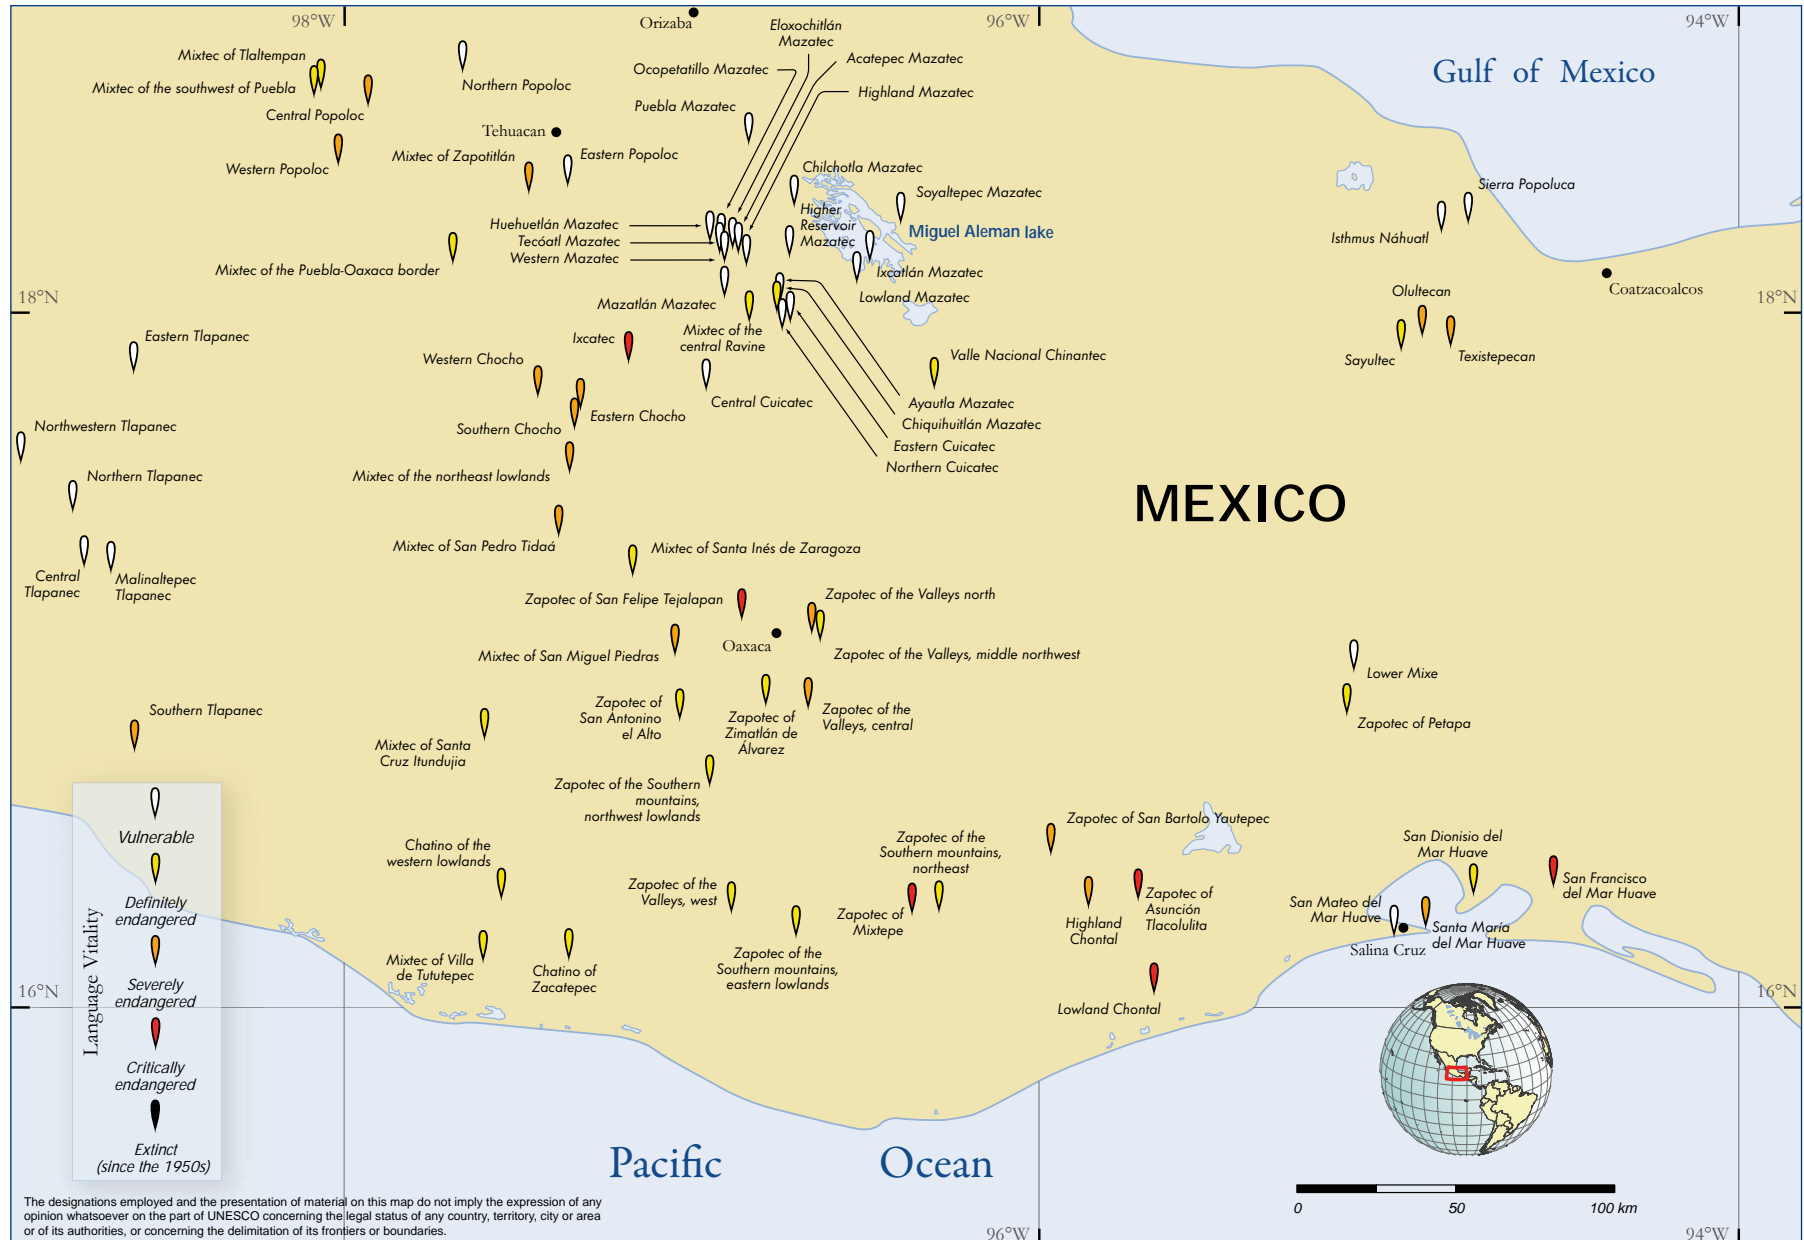 98°W
96°W
94°W
Orizaba
Gulf of Mexico
Mixtec of Tlaltempan
Mixtec of the southwest of Puebla
Central Popoloc
Western Popoloc
Northern Popoloc
Tehuacan
Mixtec of Zapotitlán
Eastern Popoloc
Eloxochitlán
Mazatec
Ocopetatillo Mazatec
Acatepec Mazatec
Highland Mazatec
Puebla Mazatec
Chilchotla Mazatec
Soyaltepec Mazatec
Higher
Reservoir
Mazatec
Miguel Aleman lake
Huehuetlán Mazatec
Tecóatl Mazatec
Western Mazatec
Mixtec of the Puebla-Oaxaca border
Ixcatlán Mazatec
Lowland Mazatec
Mazatlán Mazatec
Mixtec of the
central Ravine
Sierra Popoluca
Isthmus Náhuatl
Coatzacoalcos
18°N
18°N
Olultecan
Sayultec
Texistepecan
Eastern Tlapanec
Ixcatec
Western Chocho
Eastern Chocho
Southern Chocho
Central Cuicatec
Valle Nacional Chinantec
Ayautla Mazatec
Chiquihuitlán Mazatec
Eastern Cuicatec
Northern Cuicatec
Northwestern Tlapanec
Northern Tlapanec
Mixtec of the northeast lowlands
MEXICO
Mixtec of San Pedro Tidaá
Central
Tlapanec
Malinaltepec
Tlapanec
Mixtec of Santa Inés de Zaragoza
Zapotec of San Felipe Tejalapan
Zapotec of the Valleys north
Oaxaca
Mixtec of San Miguel Piedras
Zapotec of the Valleys, middle northwest
Lower Mixe
Zapotec of Petapa
Southern Tlapanec
Mixtec of Santa
Cruz Itundujia
Zapotec of
San Antonino
el Alto
Zapotec of
Zimatlán de
Álvarez
Zapotec of the
Valleys, central
Zapotec of the Southern
mountains,
northwest lowlands
Chatino of the
western lowlands
Zapotec of the
Valleys, west
Zapotec of the
Southern mountains,
northeast
Zapotec of
Mixtepe
Zapotec of San Bartolo Yautepec
Highland
Chontal
Zapotec of
Asunción
Tlacolulita
San Dionisio del
Mar Huave
San Francisco
del Mar Huave
San Mateo del
Mar Huave
Santa María
del Mar Huave
Salina Cruz
Mixtec of Villa
de Tututepec
Chatino of
Zacatepec
Zapotec of the
Southern mountains,
eastern lowlands
Lowland Chontal
16°N
16°N
Language Vitality
Vulnerable
Definitely
endangered
Severely
endangered
Critically
endangered
Extinct
(since the 1950s)
Pacific Ocean
0 50 100 km
The designations employed and the presentation of material on this map do not imply the expression of any
opinion whatsoever on the part of UNESCO concerning the legal status of any country, territory, city or area
or of its authorities, or concerning the delimitation of its frontiers or boundaries.
96°W
94°W